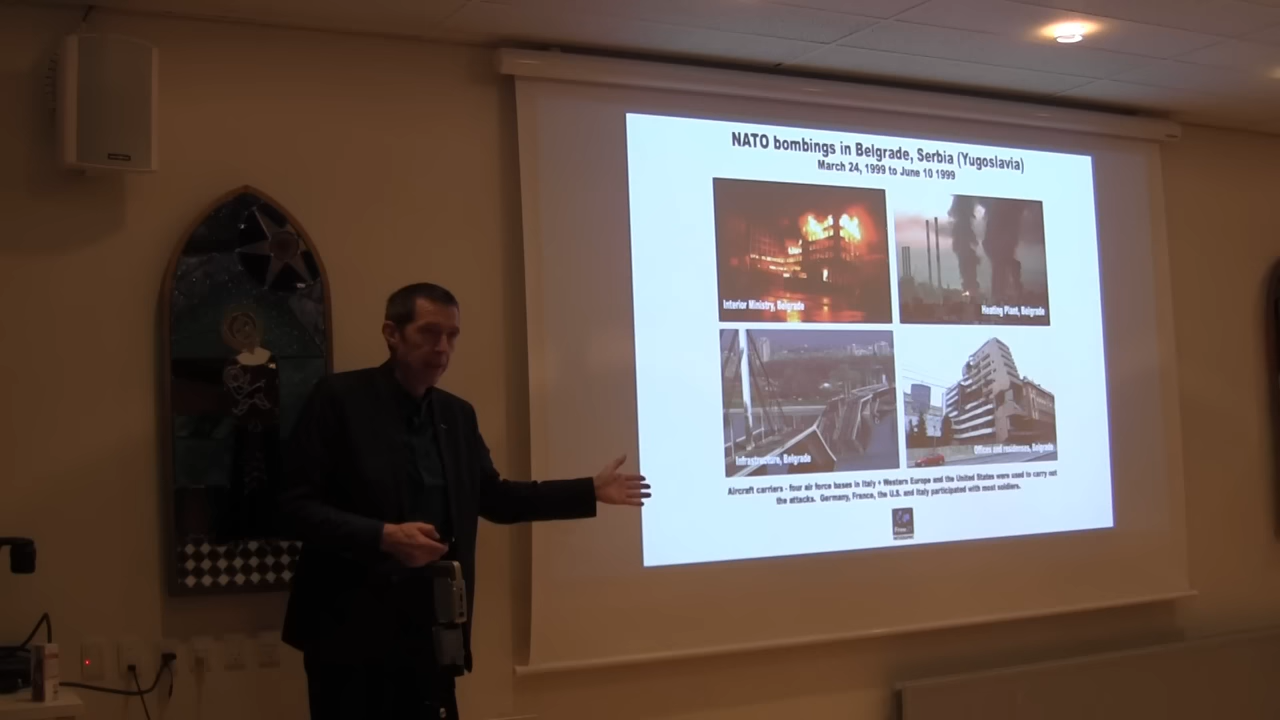 NATO bombings in Belgrade, Serbia (Yugoslavia)
March 24, 1999 to June 10 1999
Interior Ministry, Belgrade
Heating Plant, Belgrade
Infrastructure, Belgrade
Offices and residences, Belgrade
Aircraft carriers - four air force bases in Italy + Western Europe and the United States were used to carry out
the attacks. Germany, France, the U.S. and Italy participated with most soldiers.